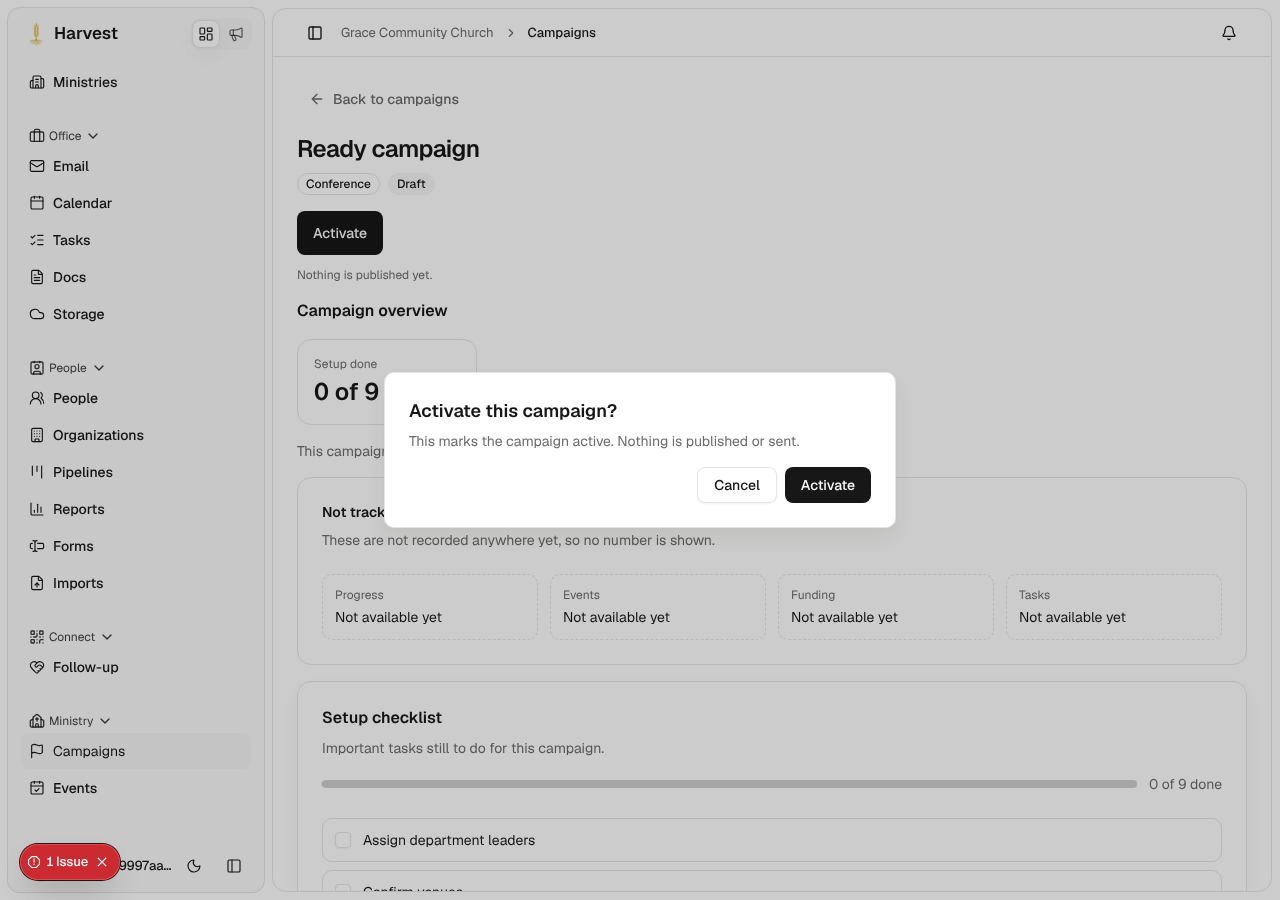 Harvest
Ministries
Office
Email
Calendar
Tasks
Docs
Storage
People
People
Organizations
Pipelines
Reports
Forms
Imports
Connect
Follow-up
Ministry
Campaigns
Events
1 Issue
9997aa...
Grace Community Church > Campaigns
Back to campaigns
Ready campaign
Conference Draft
Activate
Nothing is published yet.
Campaign overview
Setup done
0 of 9
This campaign
Activate this campaign?
This marks the campaign active. Nothing is published or sent.
Cancel Activate
Not track
These are not recorded anywhere yet, so no number is shown.
Progress
Not available yet
Events
Not available yet
Funding
Not available yet
Tasks
Not available yet
Setup checklist
Important tasks still to do for this campaign.
0 of 9 done
Assign department leaders
Confirm venues